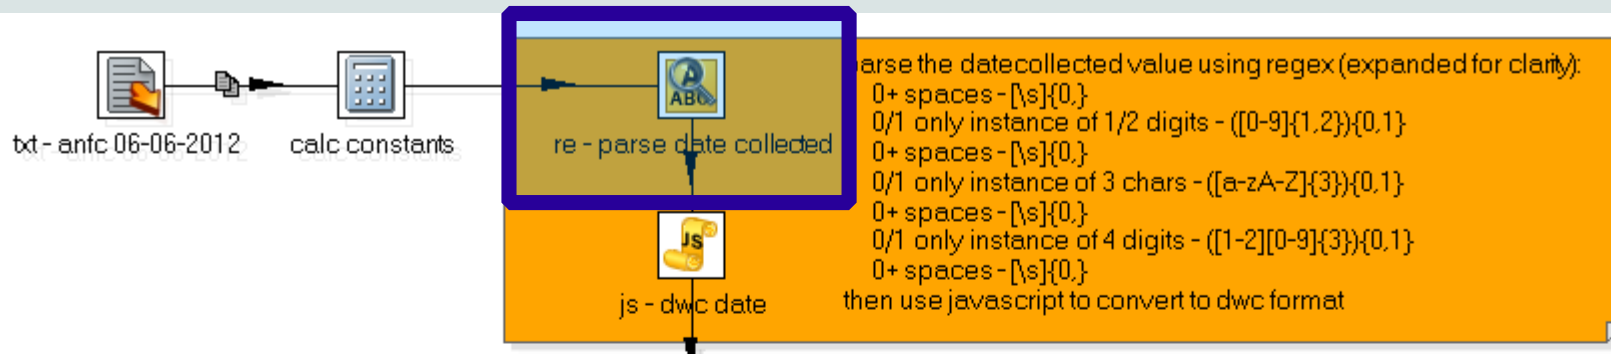 txt - anfc 06-06-2012
calc constants
ABC
re - parse date collected
JS
js - dwc date
arse the datecollected value using regex (expanded for clarity):
0+ spaces - [\s]{0,}
0/1 only instance of 1/2 digits - ([0-9]{1,2}){0,1}
0+ spaces - [\s]{0,}
0/1 only instance of 3 chars - ([a-zA-Z]{3}){0,1}
0+ spaces - [\s]{0,}
0/1 only instance of 4 digits - ([1-2][0-9]{3}){0,1}
0+ spaces - [\s]{0,}
then use javascript to convert to dwc format